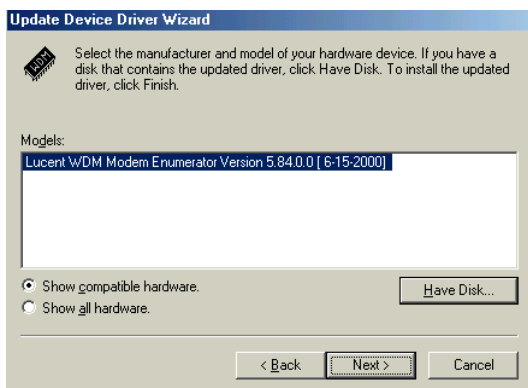 Update Device Driver Wizard
WDM
Select the manufacturer and model of your hardware device. If you have a
disk that contains the updated driver, click Have Disk. To install the updated
driver, click Finish.
Models:
Lucent WDM Modem Enumerator Version 5.84.0.0 [ 6-15-2000]
Show compatible hardware.
Have Disk...
Show all hardware.
< Back
Next >
Cancel